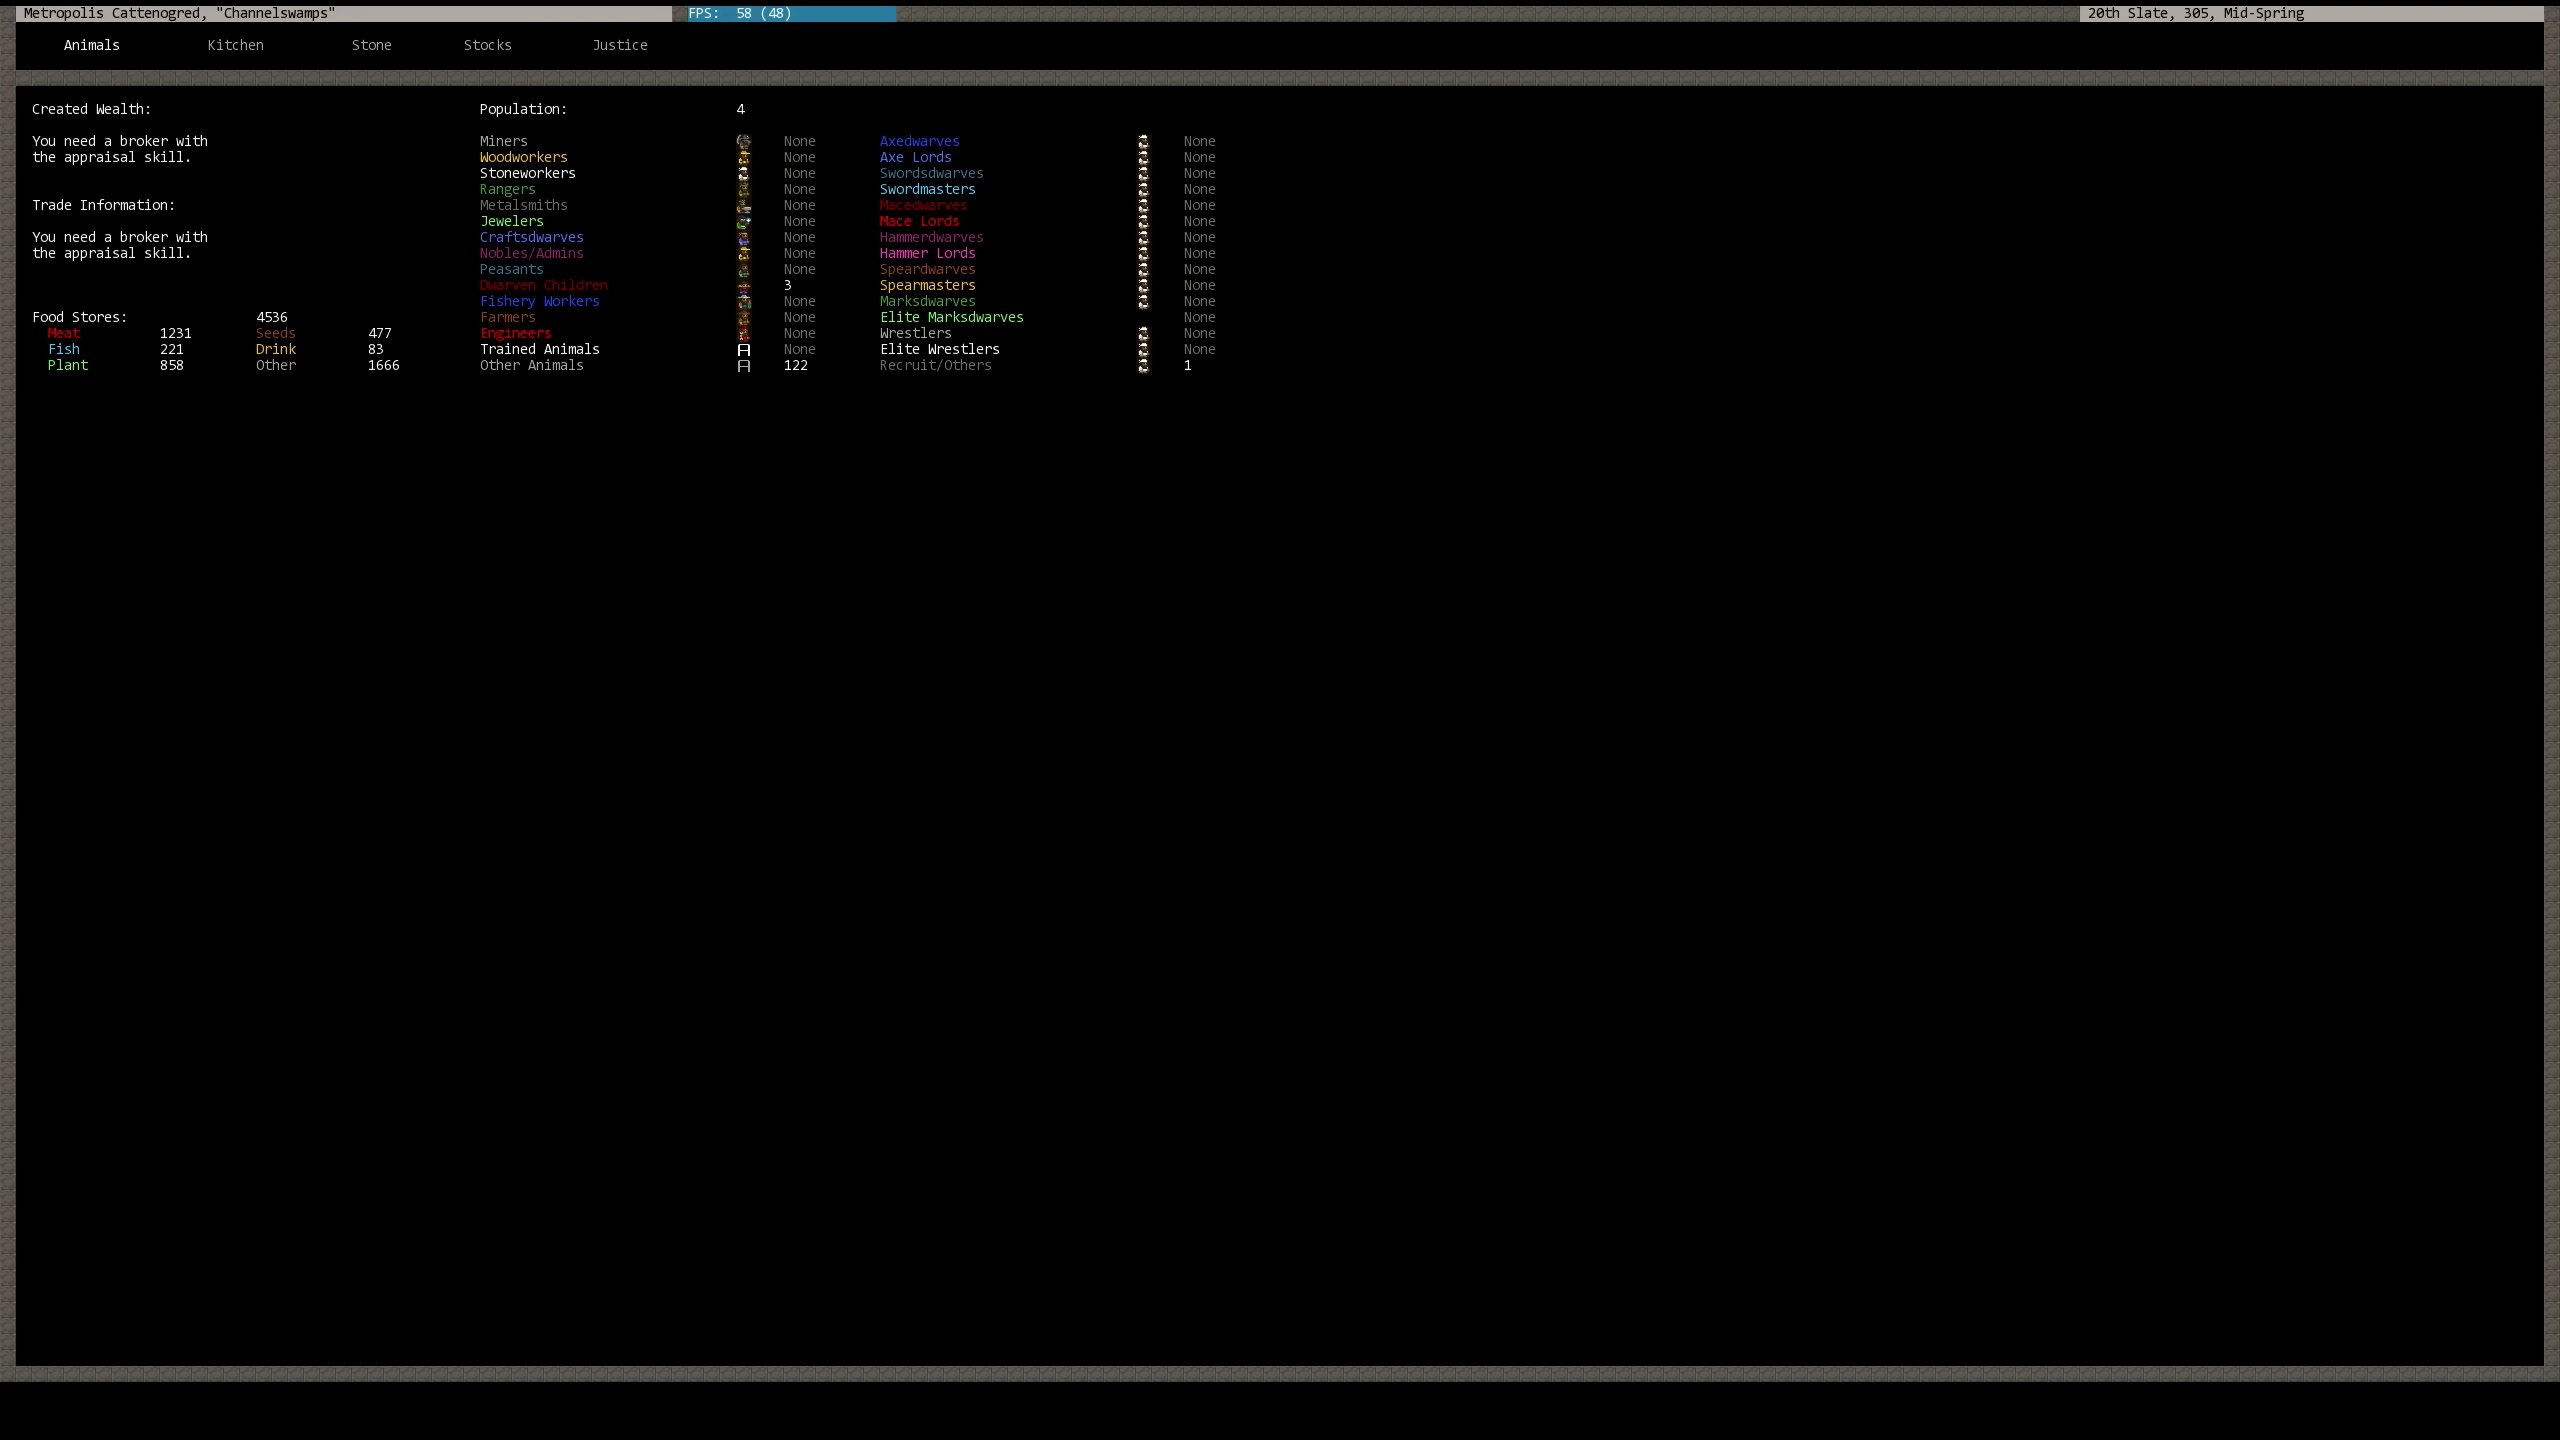 Metropolis Cattenogred, "Channelswamps" FPS: 58 (48) 20th Slate, 305, Mid-Spring
Animals Kitchen Stone Stocks Justice
Created Wealth: Population: 4
You need a broker with Miners None Axedwarves None
the appraisal skill. Woodworkers None Axe Lords None
Stoneworkers None Swordsdwarves None
Rangers None Swordmasters None
Trade Information: Metalsmiths None Macedwarves None
Jewelers None Mace Lords None
You need a broker with Craftsdwarves None Hammerdwarves None
the appraisal skill. Nobles/Admins None Hammer Lords None
Peasants None Speardwarves None
Dwarven Children 3 Spearmasters None
Fishery Workers None Marksdwarves None
Food Stores: 4536 Farmers None Elite Marksdwarves None
Meat 1231 Seeds 477 Engineers None Wrestlers None
Fish 221 Drink 83 Trained Animals None Elite Wrestlers None
Plant 858 Other 1666 Other Animals 122 Recruit/Others 1